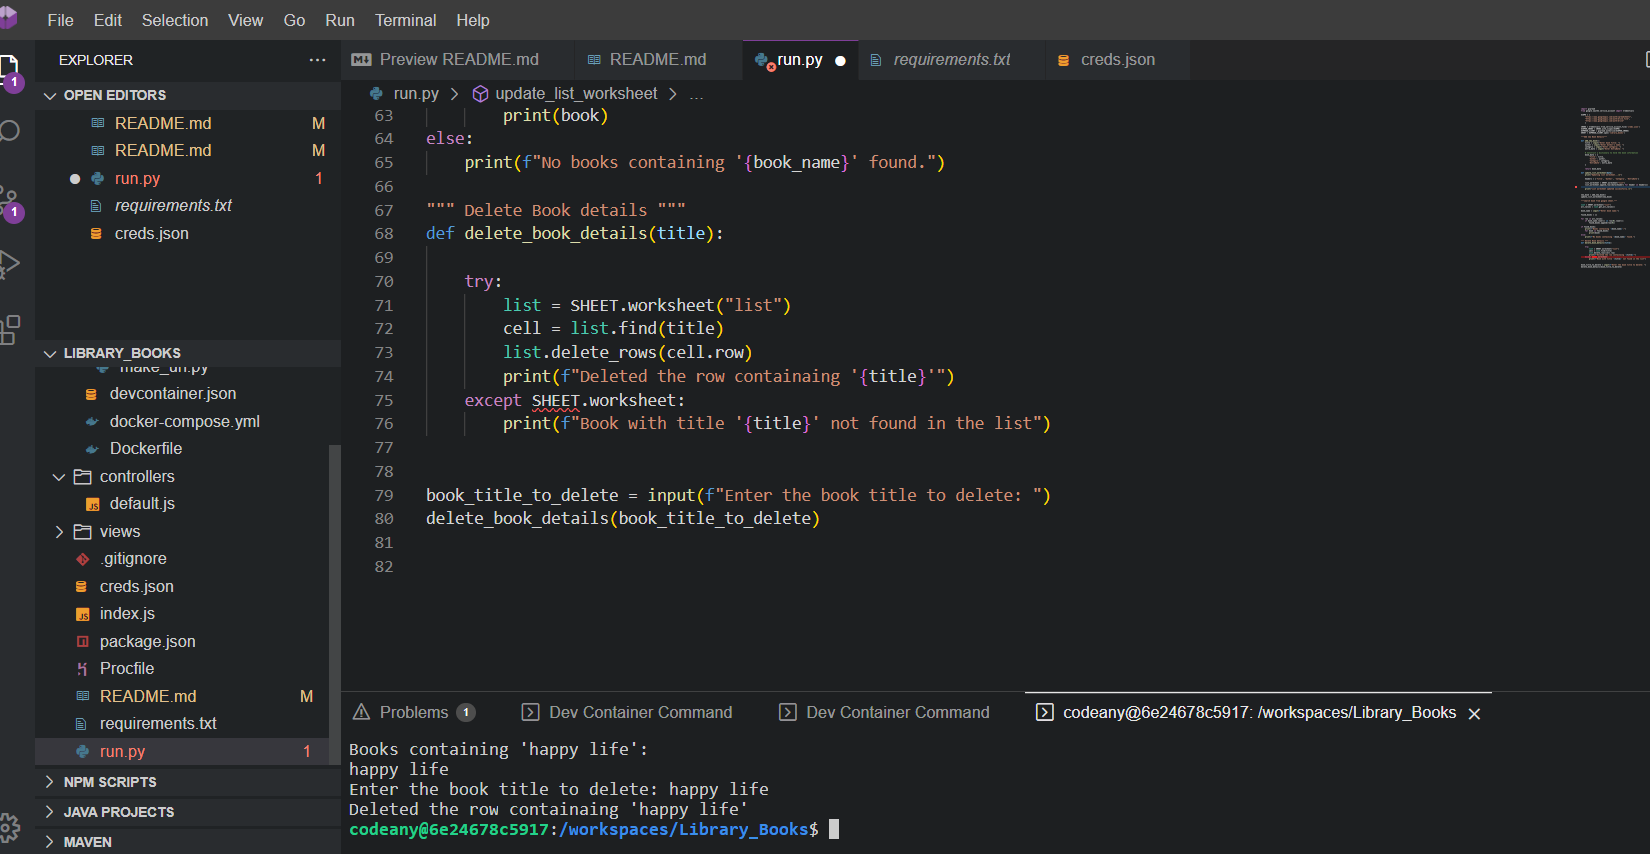 File Edit Selection View Go Run Terminal Help
EXPLORER ...
Preview README.md README.md run.py requirements.txt creds.json
1
OPEN EDITORS
README.md M
README.md M
run.py 1
requirements.txt
creds.json
1
LIBRARY_BOOKS
make_url.py
devcontainer.json
docker-compose.yml
Dockerfile
controllers
default.js
views
.gitignore
creds.json
index.js
package.json
Procfile
README.md M
requirements.txt
run.py 1
NPM SCRIPTS
JAVA PROJECTS
MAVEN
run.py > update_list_worksheet > ...
63 print(book)
64 else:
65 print(f"No books containing '{book_name}' found.")
66
67 """ Delete Book details """
68 def delete_book_details(title):
69
70 try:
71 list = SHEET.worksheet("list")
72 cell = list.find(title)
73 list.delete_rows(cell.row)
74 print(f"Deleted the row containaing '{title}'")
75 except SHEET.worksheet:
76 print(f"Book with title '{title}' not found in the list")
77
78
79 book_title_to_delete = input(f"Enter the book title to delete: ")
80 delete_book_details(book_title_to_delete)
81
82
Problems 1 Dev Container Command Dev Container Command codeany@6e24678c5917: /workspaces/Library_Books
Books containing 'happy life':
happy life
Enter the book title to delete: happy life
Deleted the row containaing 'happy life'
codeany@6e24678c5917:/workspaces/Library_Books$